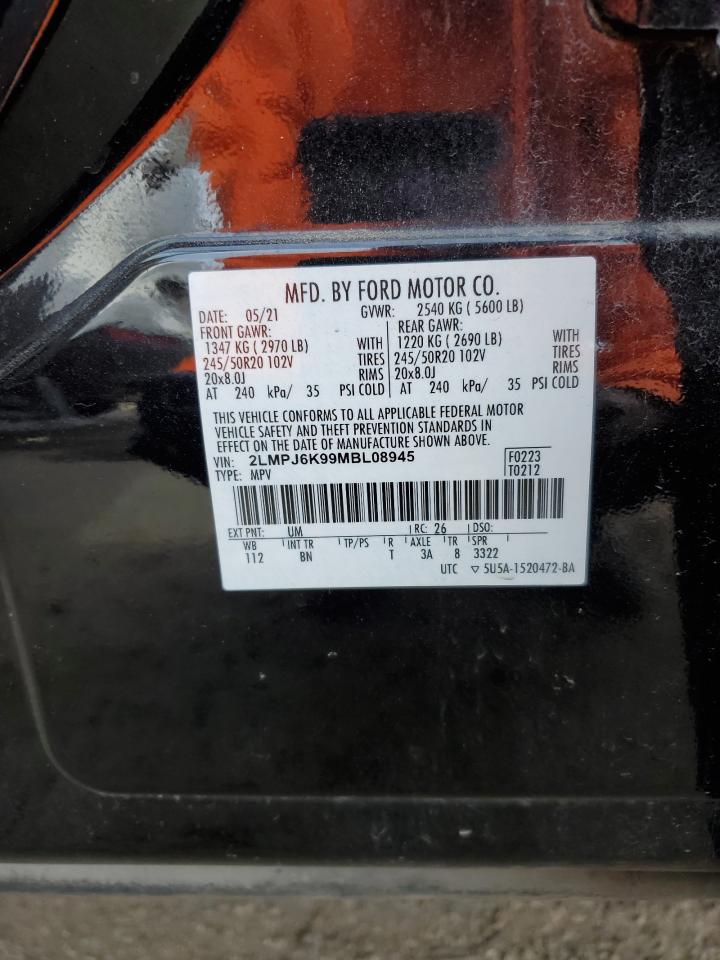 MFD. BY FORD MOTOR CO.
DATE: 05/21 GVWR: 2540 KG ( 5600 LB)
FRONT GAWR: REAR GAWR:
1347 KG ( 2970 LB) WITH 1220 KG ( 2690 LB) WITH
245/50R20 102V TIRES 245/50R20 102V TIRES
20x8.0J RIMS 20x8.0J RIMS
AT 240 kPa/ 35 PSI COLD AT 240 kPa/ 35 PSI COLD
THIS VEHICLE CONFORMS TO ALL APPLICABLE FEDERAL MOTOR
VEHICLE SAFETY AND THEFT PREVENTION STANDARDS IN
EFFECT ON THE DATE OF MANUFACTURE SHOWN ABOVE.
VIN: 2LMPJ6K99MBL08945 F0223
TYPE: MPV T0212
EXT PNT: UM RC: 26 DSO:
WB INT TR TP/PS R AXLE TR SPR
112 BN T 3A 8 3322
UTC ▽ 5U5A-1520472-BA